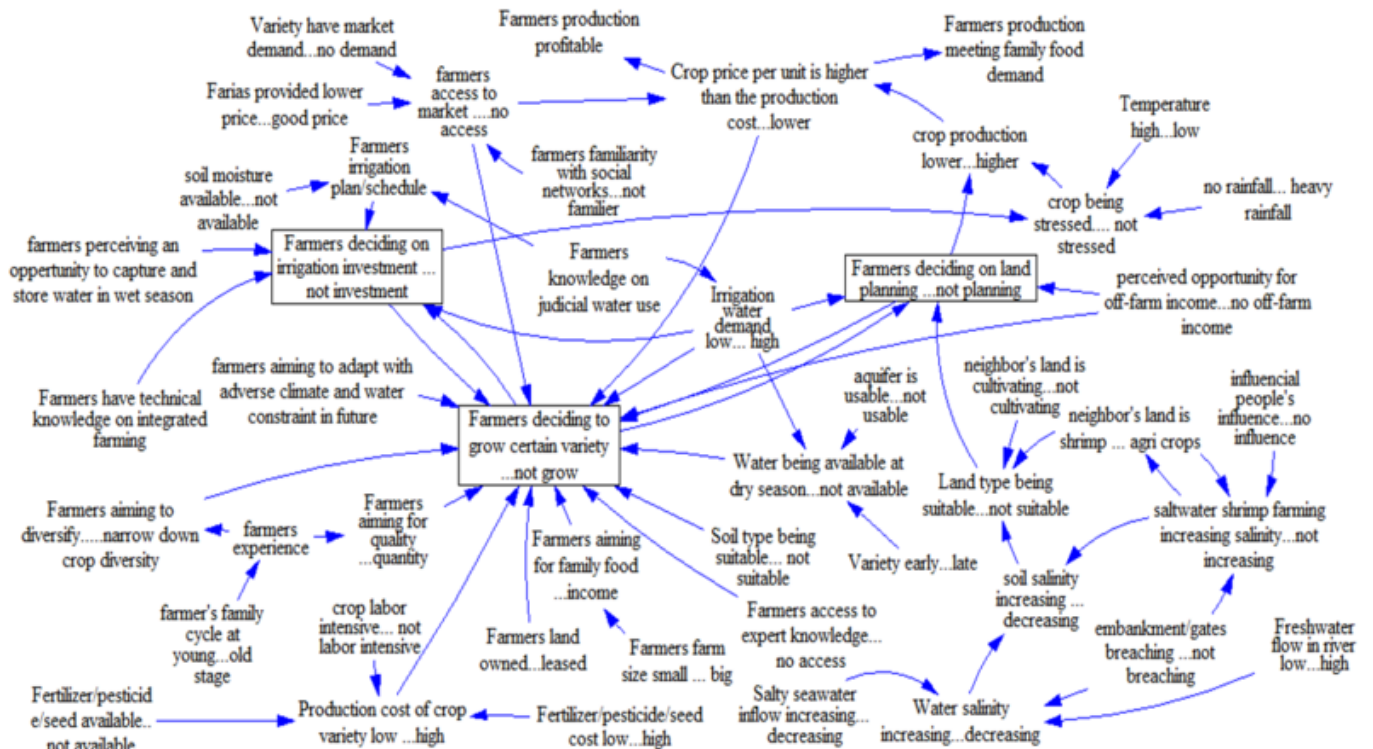 Variety have market
demand...no demand
Farmers production
profitable
Farmers production
meeting family food
demand
farmers
access to
market ....no
access
Crop price per unit is higher
than the production
cost...lower
Farias provided lower
price...good price
Temperature
high...low
crop production
lower...higher
Farmers
irrigation
plan/schedule
farmers familiarity
with social
networks...not
familier
soil moisture
available...not
available
crop being
stressed.... not
stressed
no rainfall... heavy
rainfall
farmers perceiving an
opportunity to capture and
store water in wet season
Farmers deciding on
irrigation investment ...
not investment
Farmers
knowledge on
judicial water use
Irrigation
water
demand
low... high
Farmers deciding on land
planning ...not planning
perceived opportunity for
off-farm income...no off-farm
income
Farmers have technical
knowledge on integrated
farming
farmers aiming to adapt with
adverse climate and water
constraint in future
aquifer is
usable...not
usable
neighbor's land is
cultivating...not
cultivating
neighbor's land is
shrimp ... agri crops
influencial
people's
influence...no
influence
Farmers deciding to
grow certain variety
...not grow
Water being available at
dry season...not available
Land type being
suitable...not suitable
saltwater shrimp farming
increasing salinity...not
increasing
Farmers aiming to
diversify.....narrow down
crop diversity
farmers
experience
Farmers
aiming for
quality
...quantity
Farmers aiming
for family food
...income
Soil type being
suitable... not
suitable
Variety early...late
soil salinity
increasing ...
decreasing
farmer's family
cycle at
young...old
stage
crop labor
intensive... not
labor intensive
Farmers land
owned...leased
Farmers farm
size small ... big
Farmers access to
expert knowledge...
no access
embankment/gates
breaching ...not
breaching
Freshwater
flow in river
low...high
Fertilizer/pesticid
e/seed available..
not available
Production cost of crop
variety low ...high
Fertilizer/pesticide/seed
cost low...high
Salty seawater
inflow increasing...
decreasing
Water salinity
increasing...decreasing